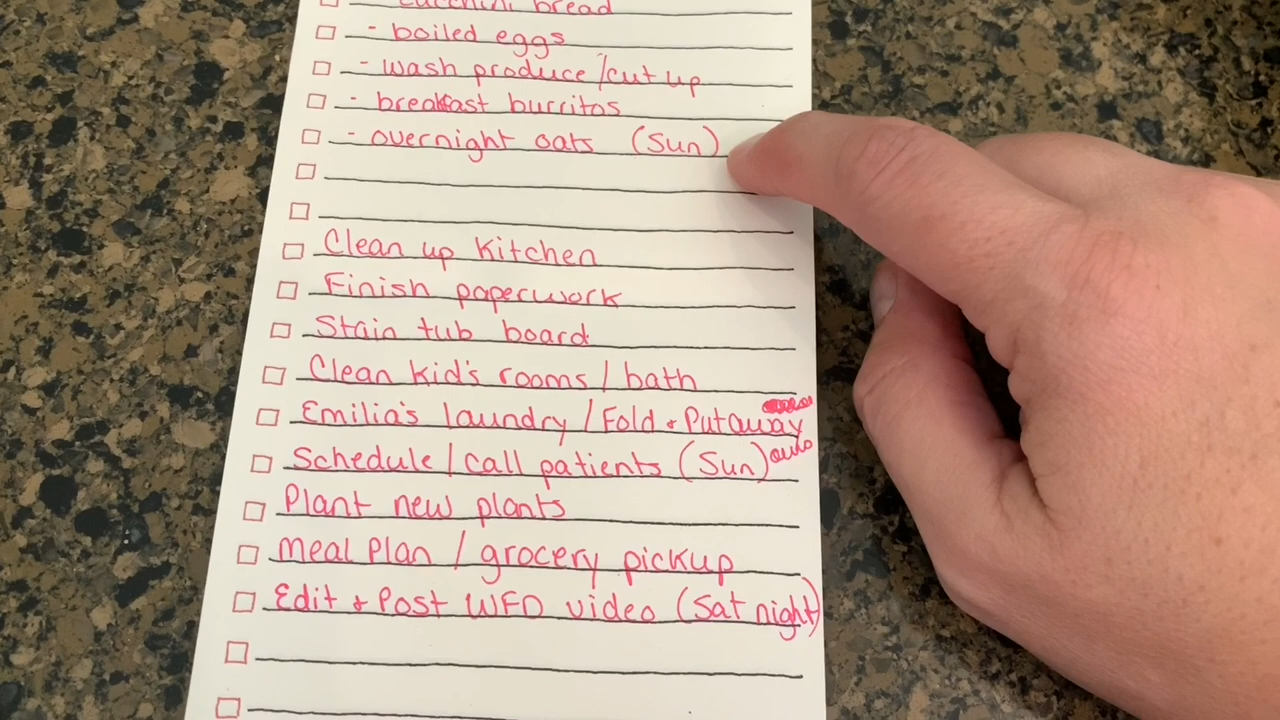 zucchini bread
- boiled eggs
- wash produce / cut up
- breakfast burritos
- overnight oats (Sun)
Clean up Kitchen
Finish paperwork
Stain tub board
Clean kid's rooms / bath
Emilia's laundry / Fold + Put away
Schedule / call patients (Sun)
Plant new plants
meal plan / grocery pickup
Edit + Post WFD video (Sat night)